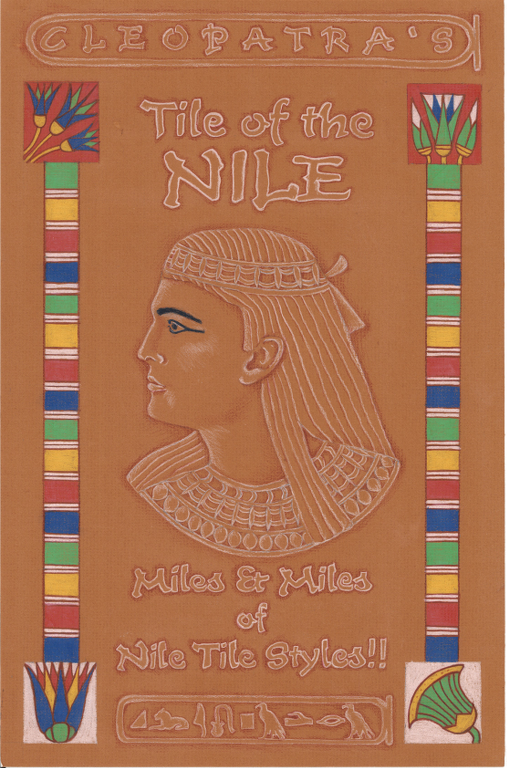 CLEOPATRA'S
Tile of the
NILE
Miles & Miles
of
Nile Tile Styles!!